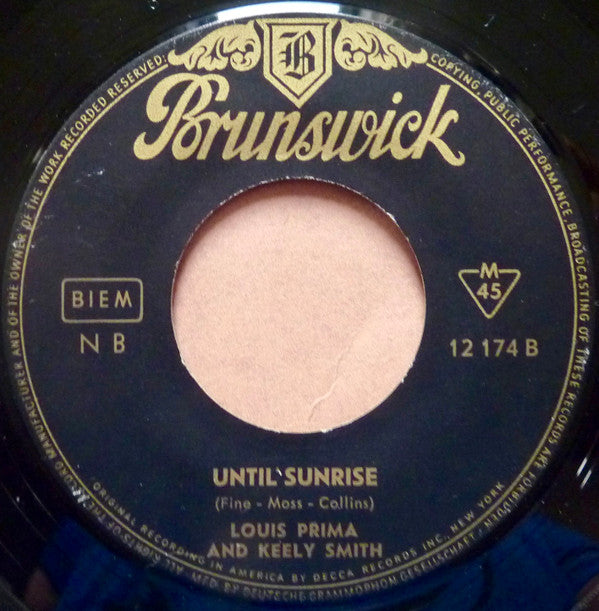 B
Brunswick
ALL RIGHTS OF THE RECORD MANUFACTURER AND OF THE OWNER OF THE WORK RECORDED RESERVED:
COPYING, PUBLIC PERFORMANCE, BROADCASTING OF THESE RECORDS ARE FORBIDDEN
BIEM
N B
M
45
12 174 B
UNTIL SUNRISE
(Fine - Moss - Collins)
LOUIS PRIMA
AND KEELY SMITH
ORIGINAL RECORDING IN AMERICA BY DECCA RECORDS INC. NEW YORK
MFD. BY DEUTSCHE GRAMMOPHON GESELLSCHAFT